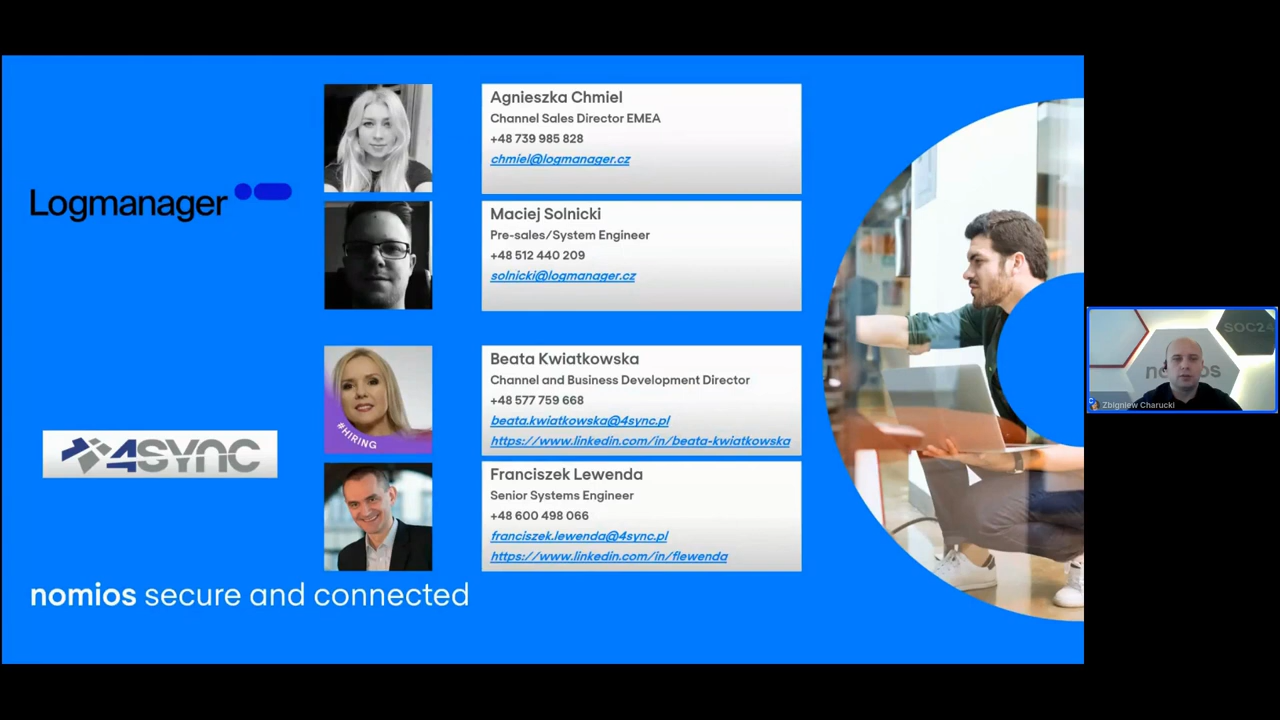 Agnieszka Chmiel
Channel Sales Director EMEA
+48 739 985 828
chmiel@logmanager.cz
Logmanager
Maciej Solnicki
Pre-sales/System Engineer
+48 512 440 209
solnicki@logmanager.cz
Beata Kwiatkowska
Channel and Business Development Director
+48 577 759 668
beata.kwiatkowska@4sync.pl
https://www.linkedin.com/in/beata-kwiatkowska
#HIRING
4SYNC
Franciszek Lewenda
Senior Systems Engineer
+48 600 498 066
franciszek.lewenda@4sync.pl
https://www.linkedin.com/in/flewenda
nomios secure and connected
SOC24
Zbigniew Charucki